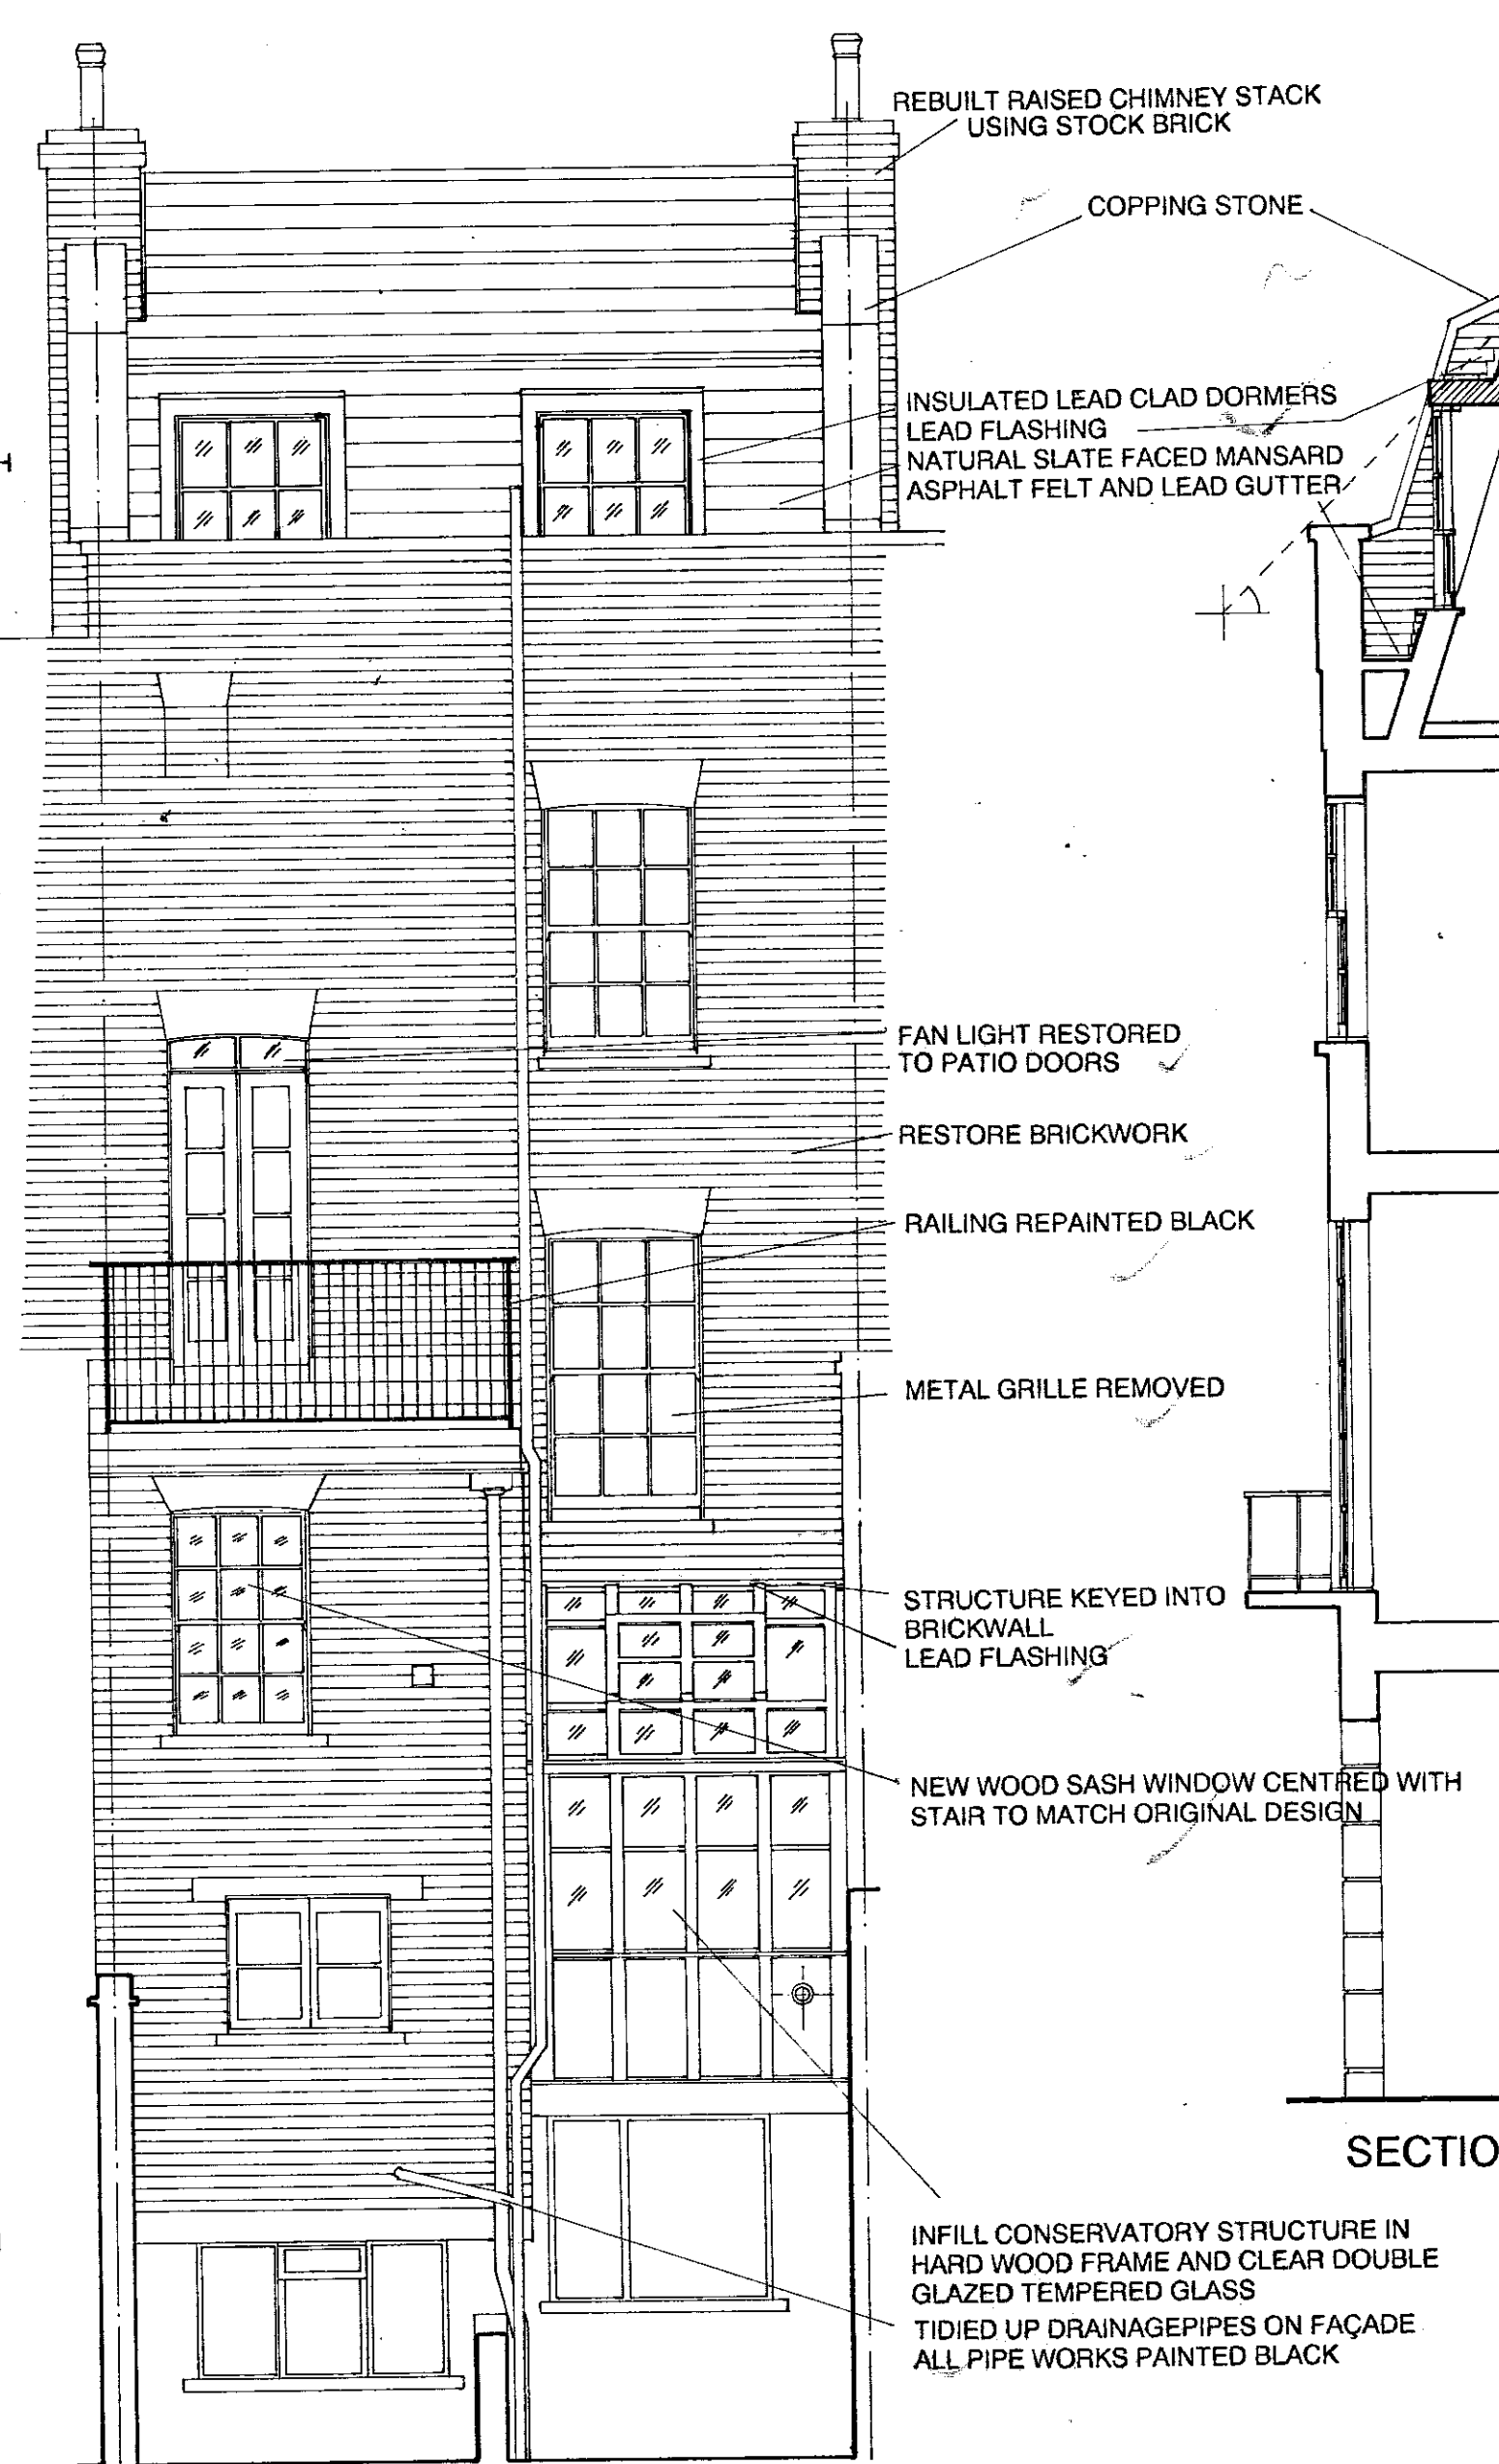 REBUILT RAISED CHIMNEY STACK
USING STOCK BRICK
COPPING STONE
INSULATED LEAD CLAD DORMERS
LEAD FLASHING
NATURAL SLATE FACED MANSARD
ASPHALT FELT AND LEAD GUTTER
FAN LIGHT RESTORED
TO PATIO DOORS
RESTORE BRICKWORK
RAILING REPAINTED BLACK
METAL GRILLE REMOVED
STRUCTURE KEYED INTO
BRICKWALL
LEAD FLASHING
NEW WOOD SASH WINDOW CENTRED WITH
STAIR TO MATCH ORIGINAL DESIGN
SECTIO
INFILL CONSERVATORY STRUCTURE IN
HARD WOOD FRAME AND CLEAR DOUBLE
GLAZED TEMPERED GLASS
TIDIED UP DRAINAGEPIPES ON FAÇADE
ALL PIPE WORKS PAINTED BLACK